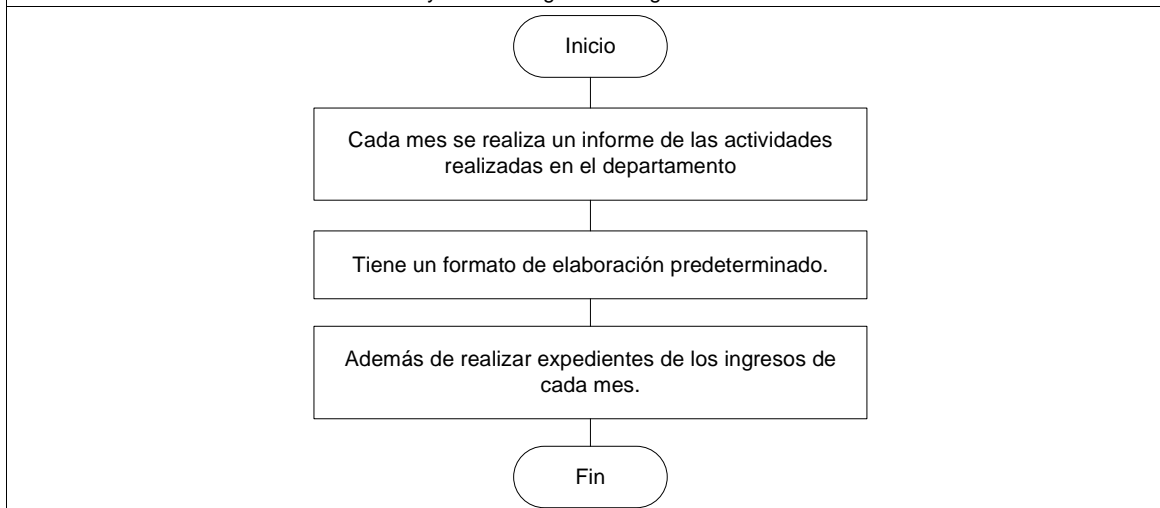 Inicio
Cada mes se realiza un informe de las actividades
realizadas en el departamento
Tiene un formato de elaboración predeterminado.
Además de realizar expedientes de los ingresos de
cada mes.
Fin